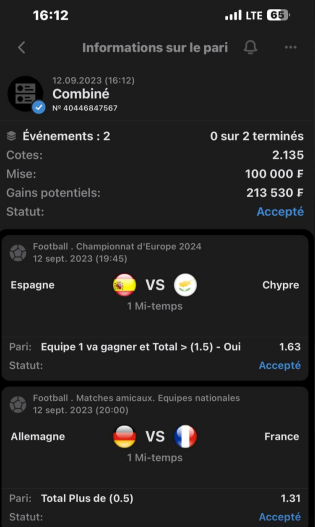 16:12
LTE 65
Informations sur le pari
12.09.2023 (16:12)
Combiné
Nº 40446847567
Événements : 2 0 sur 2 terminés
Cotes: 2.135
Mise: 100 000 ₣
Gains potentiels: 213 530 ₣
Statut: Accepté
Football . Championnat d'Europe 2024
12 sept. 2023 (19:45)
Espagne VS Chypre
1 Mi-temps
Pari: Equipe 1 va gagner et Total > (1.5) - Oui 1.63
Statut: Accepté
Football . Matches amicaux. Equipes nationales
12 sept. 2023 (20:00)
Allemagne VS France
1 Mi-temps
Pari: Total Plus de (0.5) 1.31
Statut: Accepté